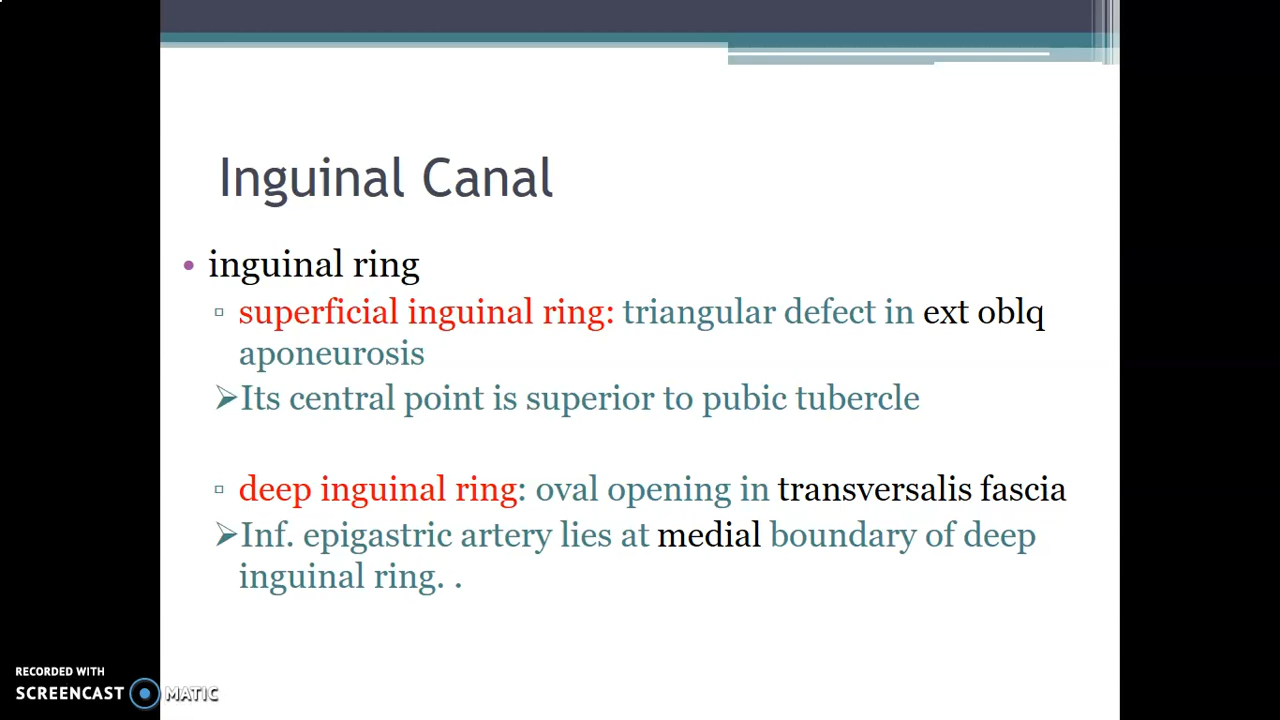 Inguinal Canal
• inguinal ring
▫ superficial inguinal ring: triangular defect in ext oblq
aponeurosis
➢Its central point is superior to pubic tubercle
▫ deep inguinal ring: oval opening in transversalis fascia
➢Inf. epigastric artery lies at medial boundary of deep
inguinal ring. .
RECORDED WITH
SCREENCAST MATIC